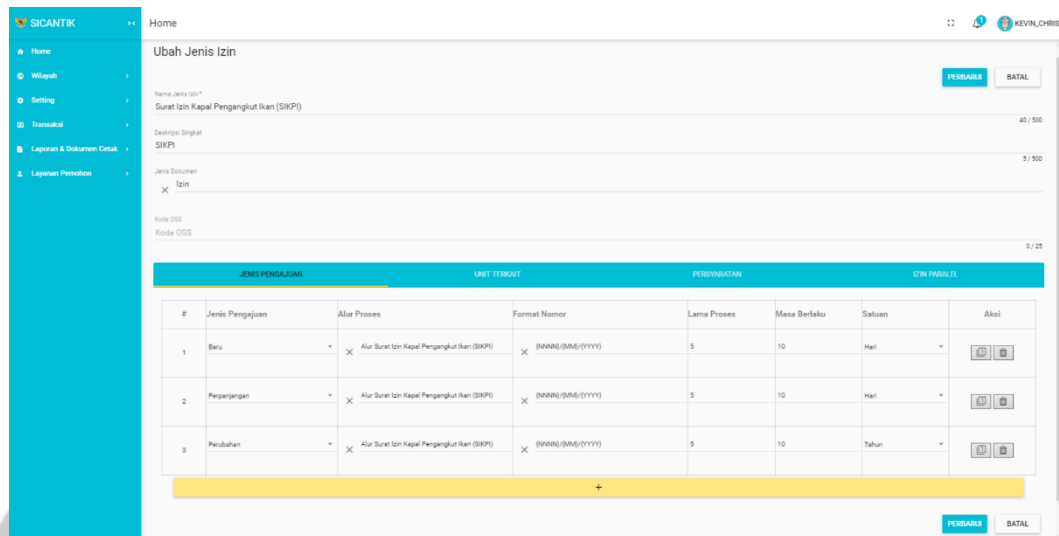 SICANTIK
Home
KEVIN_CHRIS
Home
Wilayah
Setting
Transaksi
Laporan & Dokumen Cetak
Layanan Pemohon
Ubah Jenis Izin
PERBARUI BATAL
Nama Jenis Izin *
Surat Izin Kapal Pengangkut Ikan (SIKPI)
40 / 500
Deskripsi Singkat
SIKPI
5 / 500
Jenis Dokumen
Izin
Kode OSS
Kode OSS
0 / 25
JENIS PENGAJUAN UNIT TERKAIT PERSYARATAN IZIN PARALEL
# Jenis Pengajuan Alur Proses Format Nomor Lama Proses Masa Berlaku Satuan Aksi
1 Baru Alur Surat Izin Kapal Pengangkut Ikan (SIKPI) {NNNN}/{MM}/{YYYY} 5 10 Hari
2 Perpanjangan Alur Surat Izin Kapal Pengangkut Ikan (SIKPI) {NNNN}/{MM}/{YYYY} 5 10 Hari
3 Perubahan Alur Surat Izin Kapal Pengangkut Ikan (SIKPI) {NNNN}/{MM}/{YYYY} 5 10 Tahun
+
PERBARUI BATAL